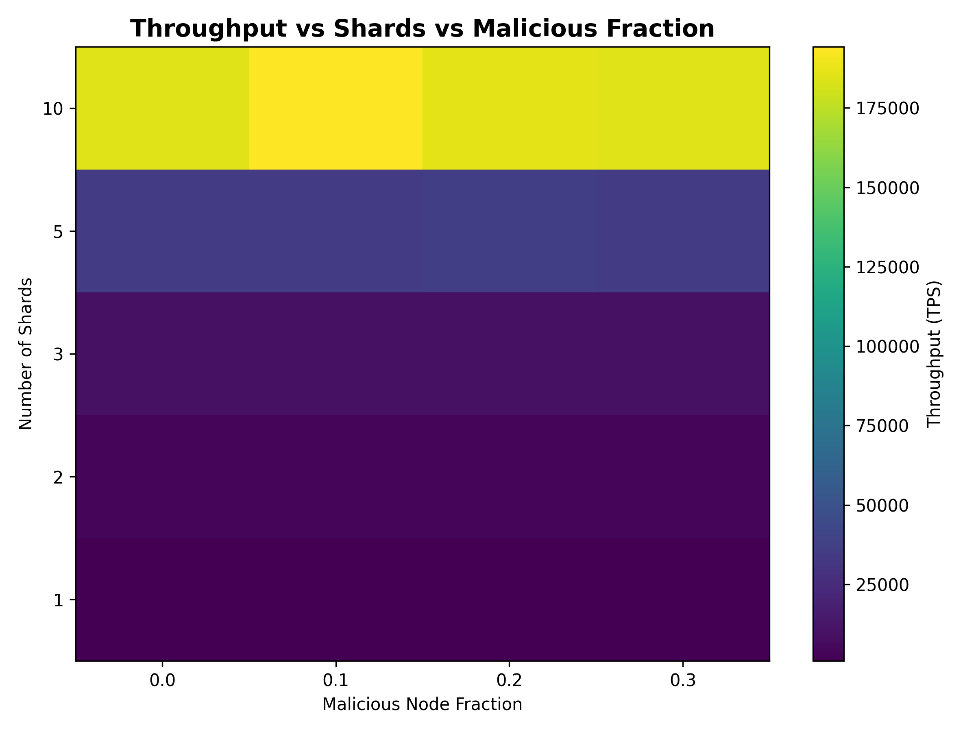 Throughput vs Shards vs Malicious Fraction
10
5
3
2
1
Number of Shards
0.0 0.1 0.2 0.3
Malicious Node Fraction
175000
150000
125000
100000
75000
50000
25000
Throughput (TPS)